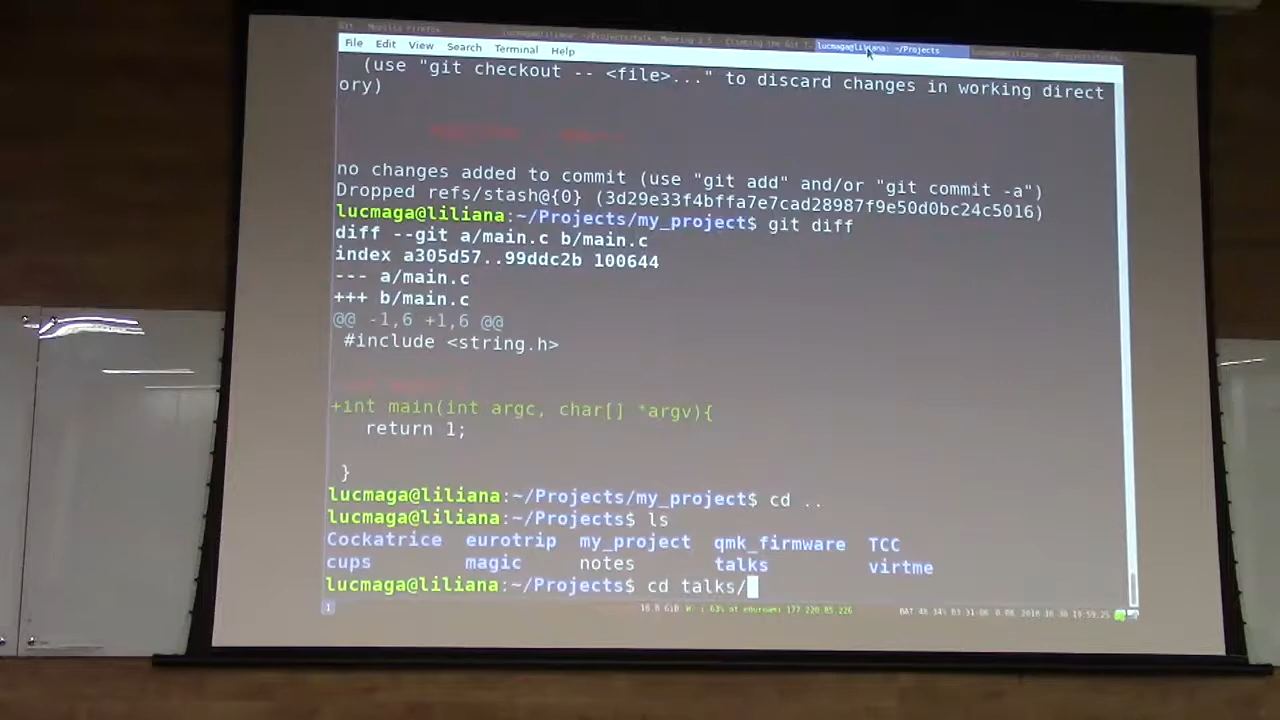 lucmaga@liliana: ~/Projects
File Edit View Search Terminal Help
(use "git checkout -- <file>..." to discard changes in working direct
ory)
no changes added to commit (use "git add" and/or "git commit -a")
Dropped refs/stash@{0} (3d29e33f4bffa7e7cad28987f9e50d0bc24c5016)
lucmaga@liliana:~/Projects/my_project$ git diff
diff --git a/main.c b/main.c
index a305d57..99ddc2b 100644
--- a/main.c
+++ b/main.c
@@ -1,6 +1,6 @@
#include <string.h>
+int main(int argc, char[] *argv){
return 1;
}
lucmaga@liliana:~/Projects/my_project$ cd ..
lucmaga@liliana:~/Projects$ ls
Cockatrice eurotrip my_project qmk_firmware TCC
cups magic notes talks virtme
lucmaga@liliana:~/Projects$ cd talks/
1